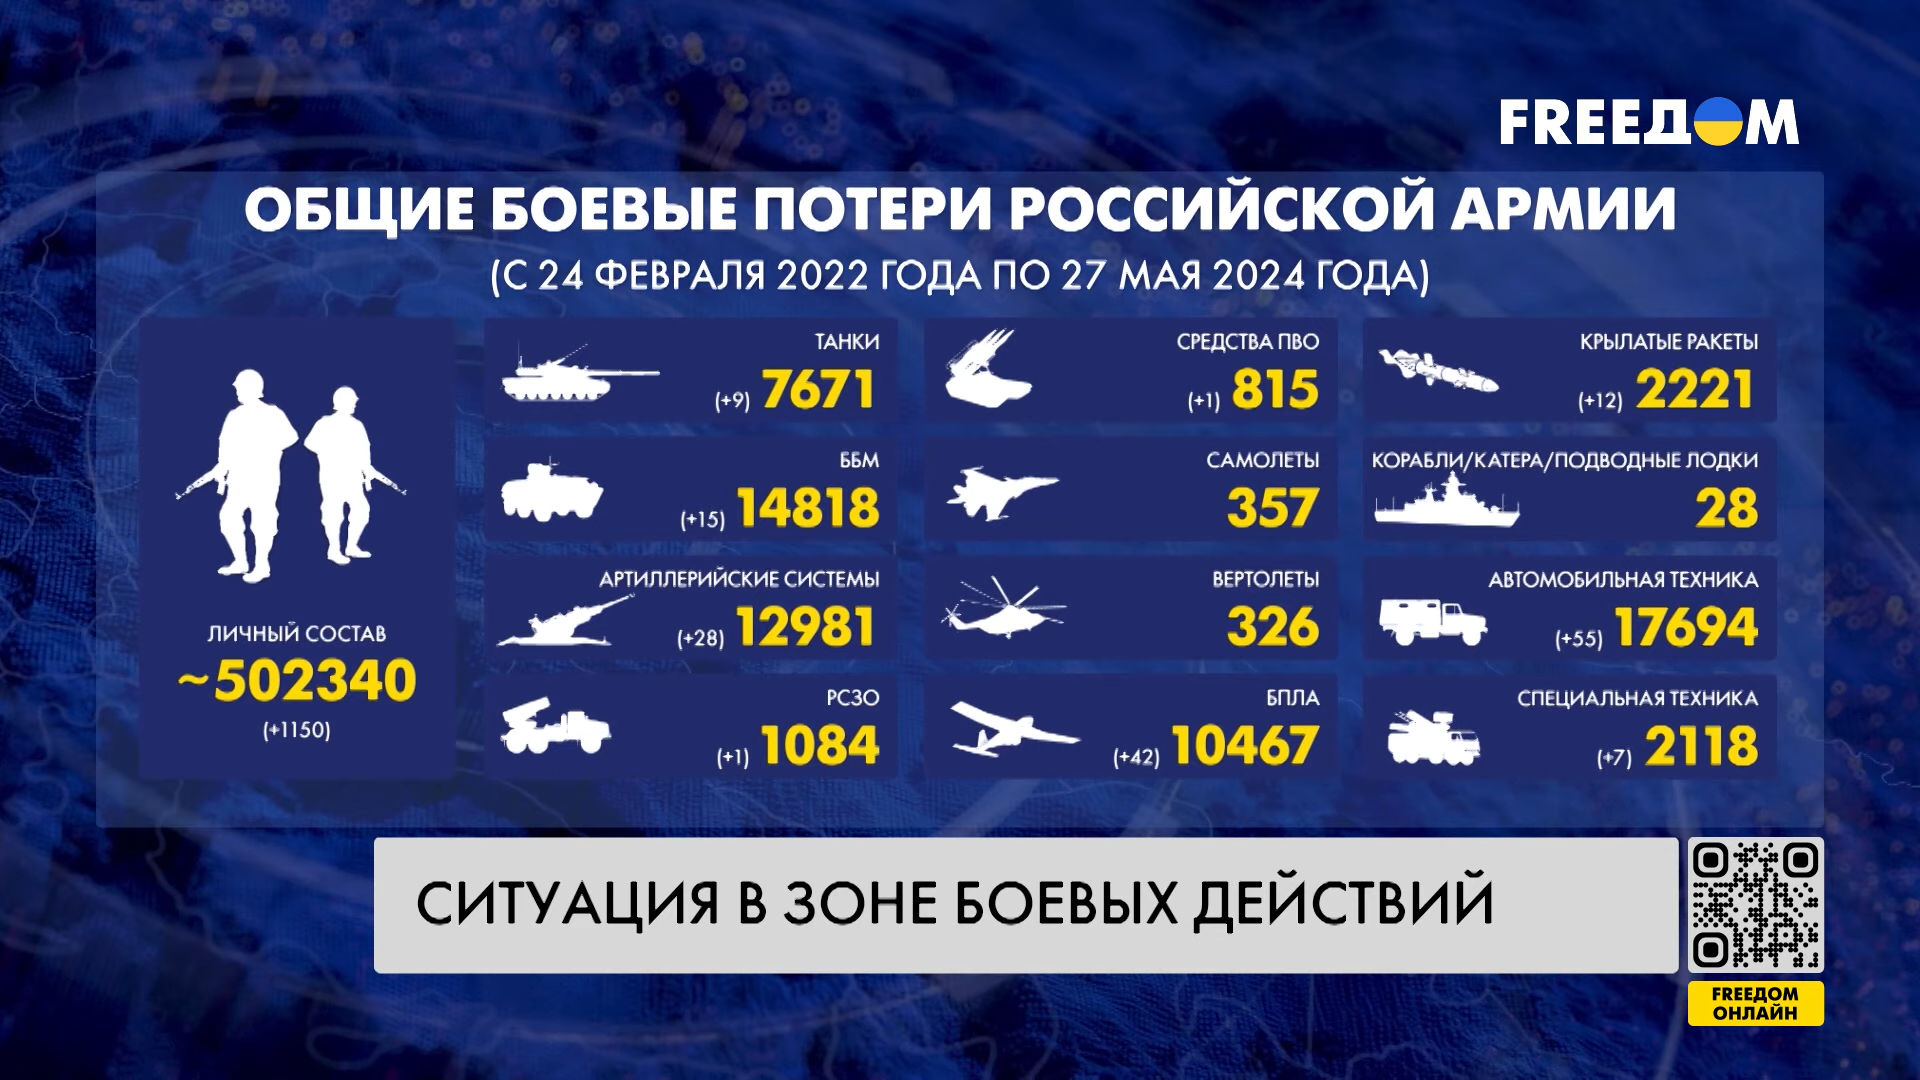 FREEДОМ
ОБЩИЕ БОЕВЫЕ ПОТЕРИ РОССИЙСКОЙ АРМИИ
(С 24 ФЕВРАЛЯ 2022 ГОДА ПО 27 МАЯ 2024 ГОДА)
ЛИЧНЫЙ СОСТАВ
~502340
(+1150)
ТАНКИ
(+9) 7671
ББМ
(+15) 14818
АРТИЛЛЕРИЙСКИЕ СИСТЕМЫ
(+28) 12981
РСЗО
(+1) 1084
СРЕДСТВА ПВО
(+1) 815
САМОЛЕТЫ
357
ВЕРТОЛЕТЫ
326
БПЛА
(+42) 10467
КРЫЛАТЫЕ РАКЕТЫ
(+12) 2221
КОРАБЛИ/КАТЕРА/ПОДВОДНЫЕ ЛОДКИ
28
АВТОМОБИЛЬНАЯ ТЕХНИКА
(+55) 17694
СПЕЦИАЛЬНАЯ ТЕХНИКА
(+7) 2118
СИТУАЦИЯ В ЗОНЕ БОЕВЫХ ДЕЙСТВИЙ
FREEДОМ
ОНЛАЙН